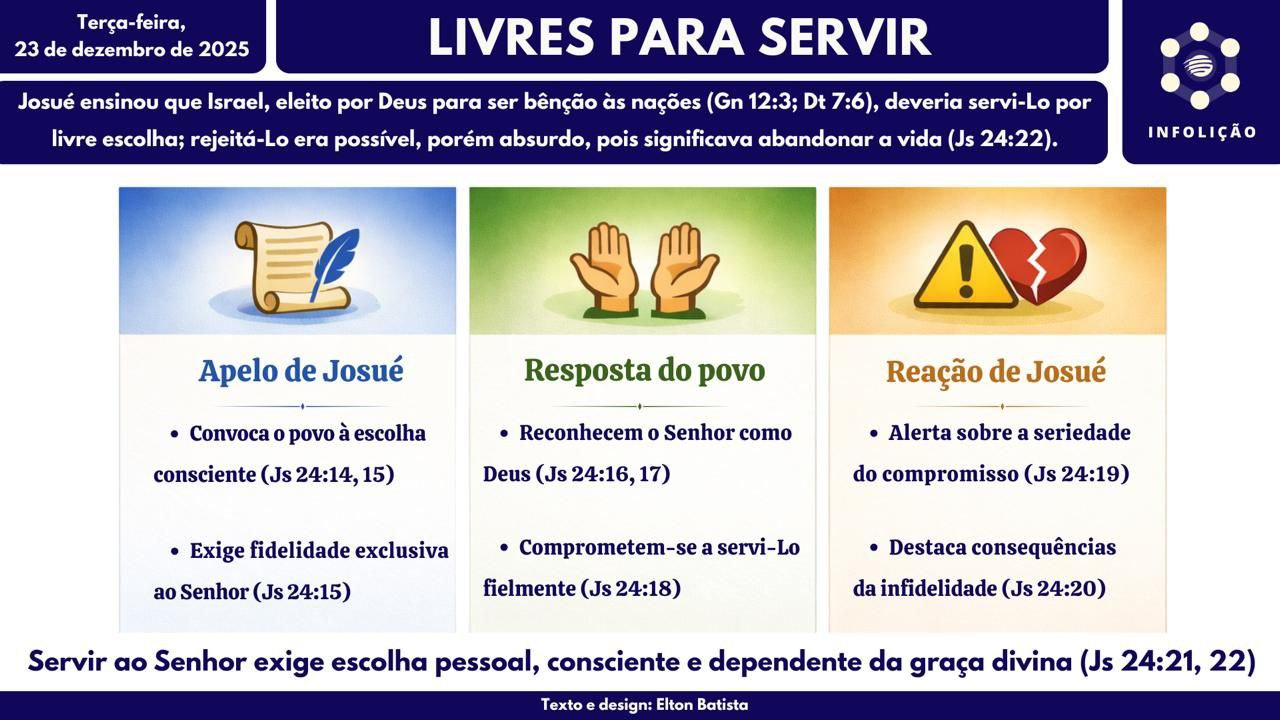 Terça-feira,
23 de dezembro de 2025
LIVRES PARA SERVIR
Josué ensinou que Israel, eleito por Deus para ser bênção às nações (Gn 12:3; Dt 7:6), deveria servi-Lo por
livre escolha; rejeitá-Lo era possível, porém absurdo, pois significava abandonar a vida (Js 24:22).
INFOLIÇÃO
Apelo de Josué
• Convoca o povo à escolha
consciente (Js 24:14, 15)
• Exige fidelidade exclusiva
ao Senhor (Js 24:15)
Resposta do povo
• Reconhecem o Senhor como
Deus (Js 24:16, 17)
• Comprometem-se a servi-Lo
fielmente (Js 24:18)
Reação de Josué
• Alerta sobre a seriedade
do compromisso (Js 24:19)
• Destaca consequências
da infidelidade (Js 24:20)
Servir ao Senhor exige escolha pessoal, consciente e dependente da graça divina (Js 24:21, 22)
Texto e design: Elton Batista